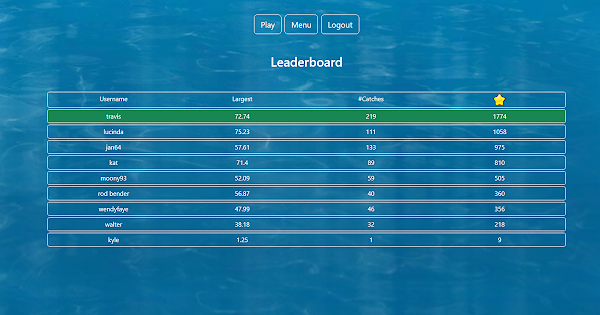 Play Menu Logout
Leaderboard
Username Largest #Catches
travis 72.74 219 1774
lucinda 75.23 111 1058
jan64 57.61 133 975
kat 71.4 89 810
moony93 52.09 59 505
rod bender 56.87 40 360
wendyfaye 47.99 46 356
walter 38.18 32 218
kyle 1.25 1 9